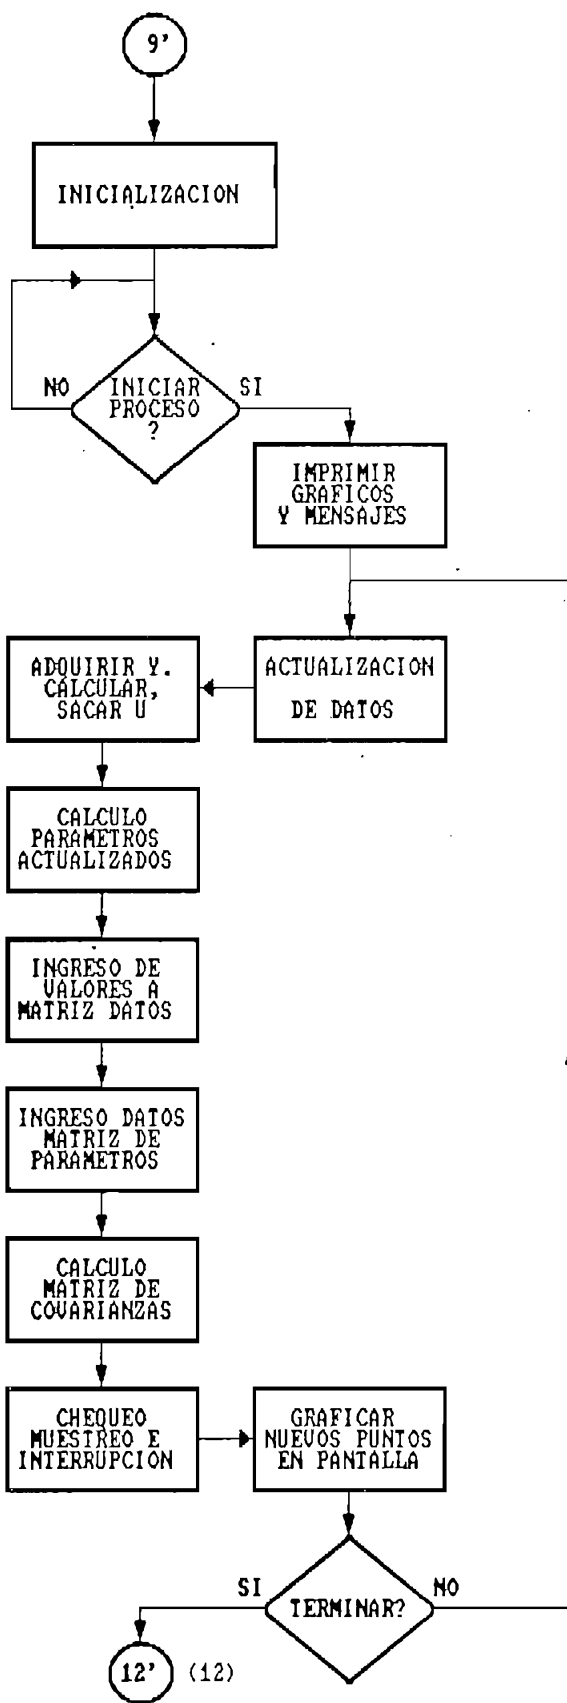 9'
INICIALIZACION
NO
INICIAR
PROCESO
?
SI
IMPRIMIR
GRAFICOS
Y MENSAJES
ACTUALIZACION
DE DATOS
ADQUIRIR Y.
CALCULAR,
SACAR U
CALCULO
PARAMETROS
ACTUALIZADOS
INGRESO DE
VALORES A
MATRIZ DATOS
INGRESO DATOS
MATRIZ DE
PARAMETROS
CALCULO
MATRIZ DE
COVARIANZAS
CHEQUEO
MUESTREO E
INTERRUPCION
GRAFICAR
NUEVOS PUNTOS
EN PANTALLA
SI
TERMINAR?
NO
12' (12)